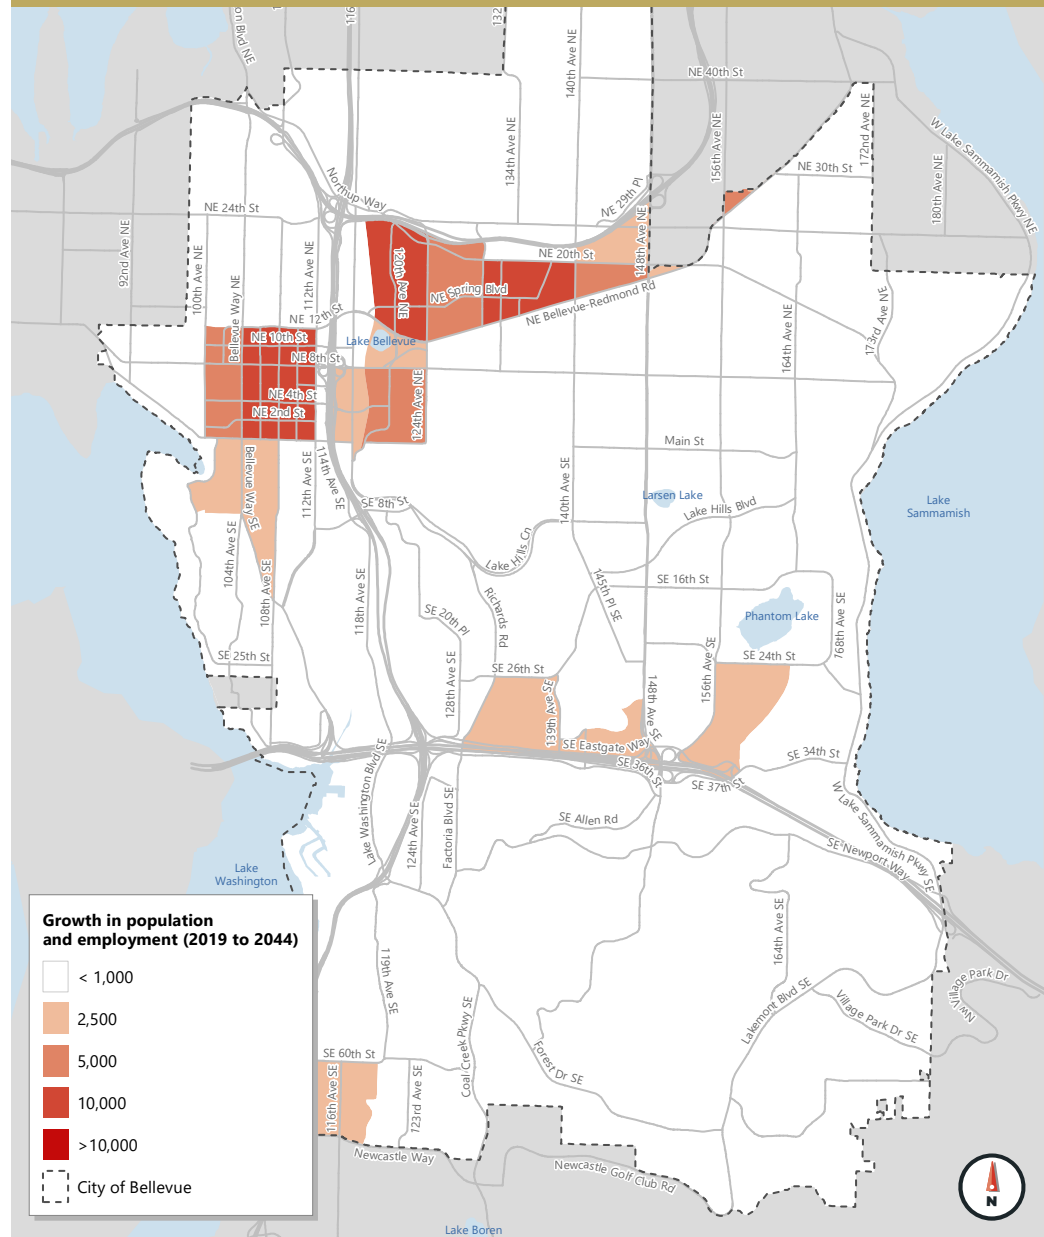 on Blvd NE
116
132
140th Ave NE
NE 40th St
156th Ave NE
134th Ave NE
172nd Ave NE
W Lake Sammamish Pkwy NE
180th Ave NE
NE 30th St
Northup Way
NE 29th Pl
NE 24th St
92nd Ave NE
100th Ave NE
112th Ave NE
120th Ave NE
148th Ave NE
NE 20th St
Bellevue Way NE
NE Spring Blvd
NE Bellevue-Redmond Rd
NE 12th St
164th Ave NE
173rd Ave NE
NE 10th St
Lake Bellevue
NE 8th St
NE 4th St
124th Ave NE
NE 2nd St
Main St
Bellevue Way SE
112th Ave SE
114th Ave SE
140th Ave SE
Larsen Lake
Lake Hills Blvd
Lake
Sammamish
SE 8th St
104th Ave SE
108th Ave SE
Lake Hills Cn
118th Ave SE
Richards Rd
145th Pl SE
SE 16th St
Phantom Lake
168th Ave SE
SE 20th Pl
SE 25th St
SE 26th St
SE 24th St
128th Ave SE
139th Ave SE
148th Ave SE
156th Ave SE
SE Eastgate Way
SE 36th St
SE 37th St
SE 34th St
Lake Washington Blvd SE
124th Ave SE
Factoria Blvd SE
SE Allen Rd
W Lake Sammamish Pkwy SE
SE Newport Way
Lake
Washington
164th Ave SE
119th Ave SE
Coal Creek Pkwy SE
Lakemont Blvd SE
Village Park Dr SE
Village Park Dr
NW
SE 60th St
116th Ave SE
123rd Ave SE
Forest Dr SE
Newcastle Way
Newcastle Golf Club Rd
Lake Boren
Growth in population
and employment (2019 to 2044)
< 1,000
2,500
5,000
10,000
>10,000
City of Bellevue
N